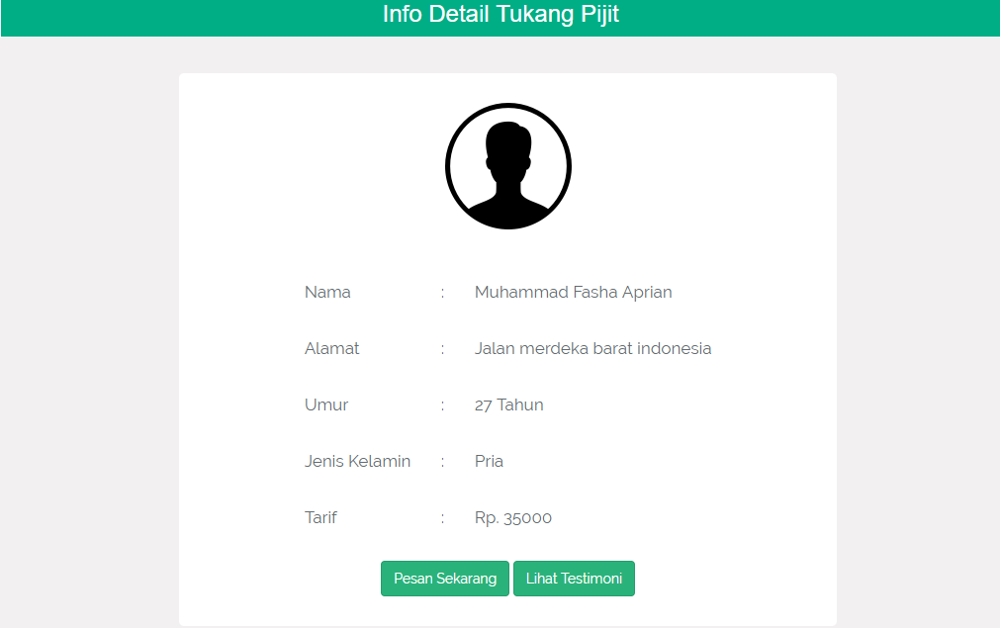 Info Detail Tukang Pijit
Nama : Muhammad Fasha Aprian
Alamat : Jalan merdeka barat indonesia
Umur : 27 Tahun
Jenis Kelamin : Pria
Tarif : Rp. 35000
Pesan Sekarang Lihat Testimoni